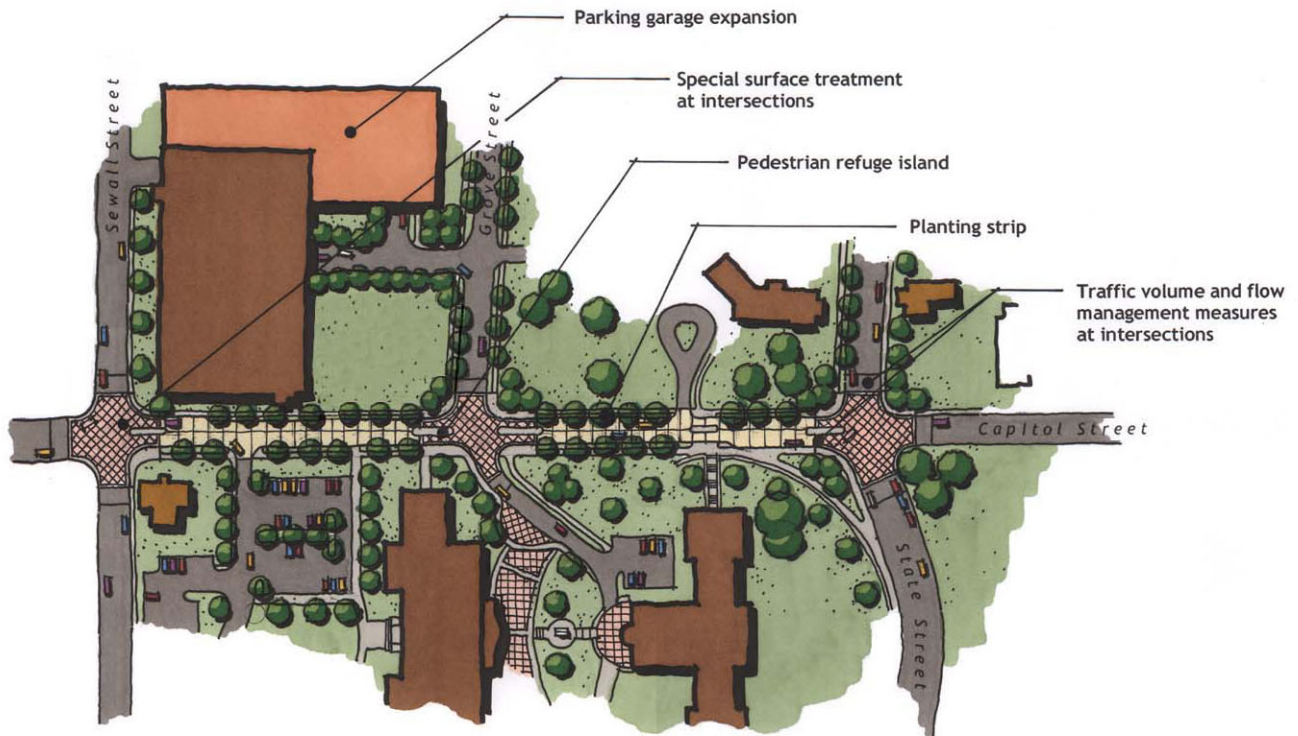 Parking garage expansion
Special surface treatment
at intersections
Pedestrian refuge island
Planting strip
Traffic volume and flow
management measures
at intersections
Sewall Street
Grove Street
Capitol Street
State Street